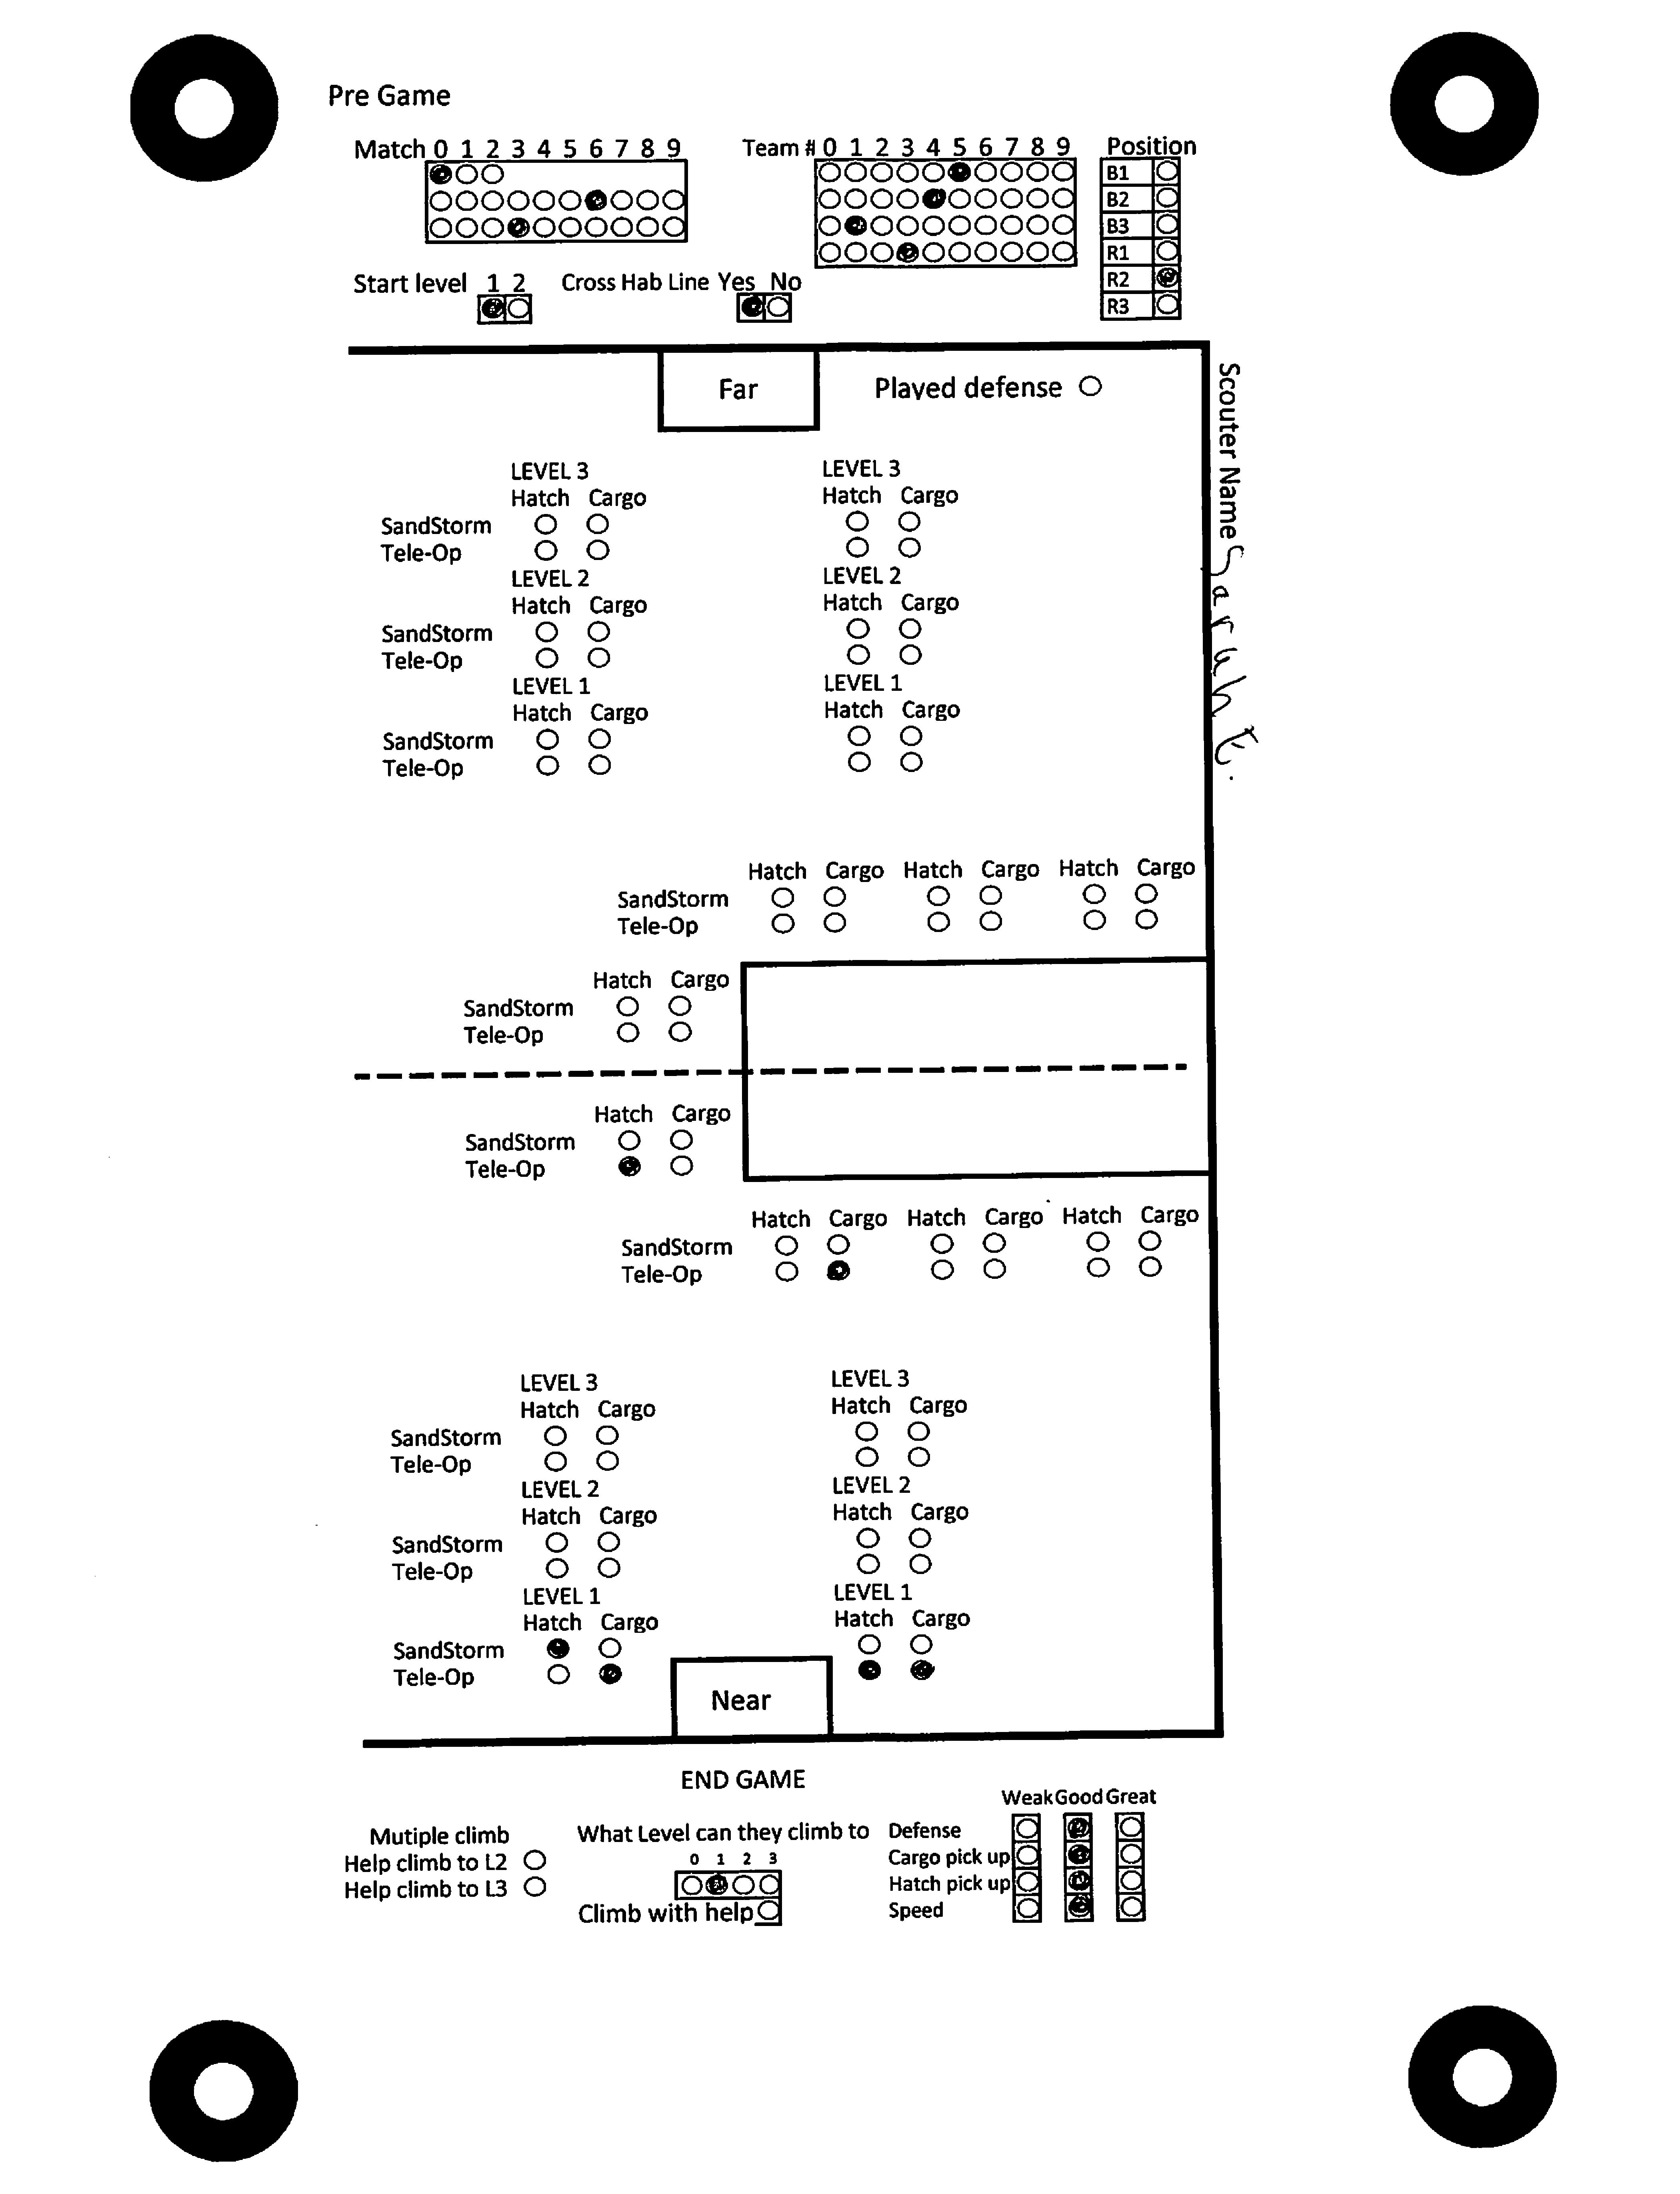 Pre Game
Match 0 1 2 3 4 5 6 7 8 9
Team # 0 1 2 3 4 5 6 7 8 9
Position
B1
B2
B3
R1
R2
R3
Start level 1 2
Cross Hab Line Yes No
Far
Played defense
Scouter Name Sarah t.
LEVEL 3 LEVEL 3
Hatch Cargo Hatch Cargo
SandStorm
Tele-Op
LEVEL 2 LEVEL 2
Hatch Cargo Hatch Cargo
SandStorm
Tele-Op
LEVEL 1 LEVEL 1
Hatch Cargo Hatch Cargo
SandStorm
Tele-Op
Hatch Cargo Hatch Cargo Hatch Cargo
SandStorm
Tele-Op
Hatch Cargo
SandStorm
Tele-Op
Hatch Cargo
SandStorm
Tele-Op
Hatch Cargo Hatch Cargo Hatch Cargo
SandStorm
Tele-Op
LEVEL 3 LEVEL 3
Hatch Cargo Hatch Cargo
SandStorm
Tele-Op
LEVEL 2 LEVEL 2
Hatch Cargo Hatch Cargo
SandStorm
Tele-Op
LEVEL 1 LEVEL 1
Hatch Cargo Hatch Cargo
SandStorm
Tele-Op
Near
END GAME
Mutiple climb
Help climb to L2
Help climb to L3
What Level can they climb to
0 1 2 3
Climb with help
Weak Good Great
Defense
Cargo pick up
Hatch pick up
Speed